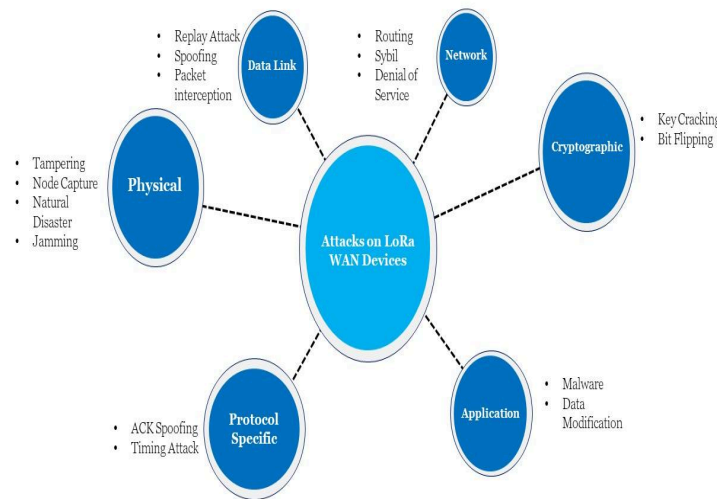 • Replay Attack
• Spoofing
• Packet
interception
Data Link
• Routing
• Sybil
• Denial of
Service
Network
• Key Cracking
• Bit Flipping
Cryptographic
• Tampering
• Node Capture
• Natural
Disaster
• Jamming
Physical
Attacks on LoRa
WAN Devices
• ACK Spoofing
• Timing Attack
Protocol
Specific
Application
• Malware
• Data
Modification